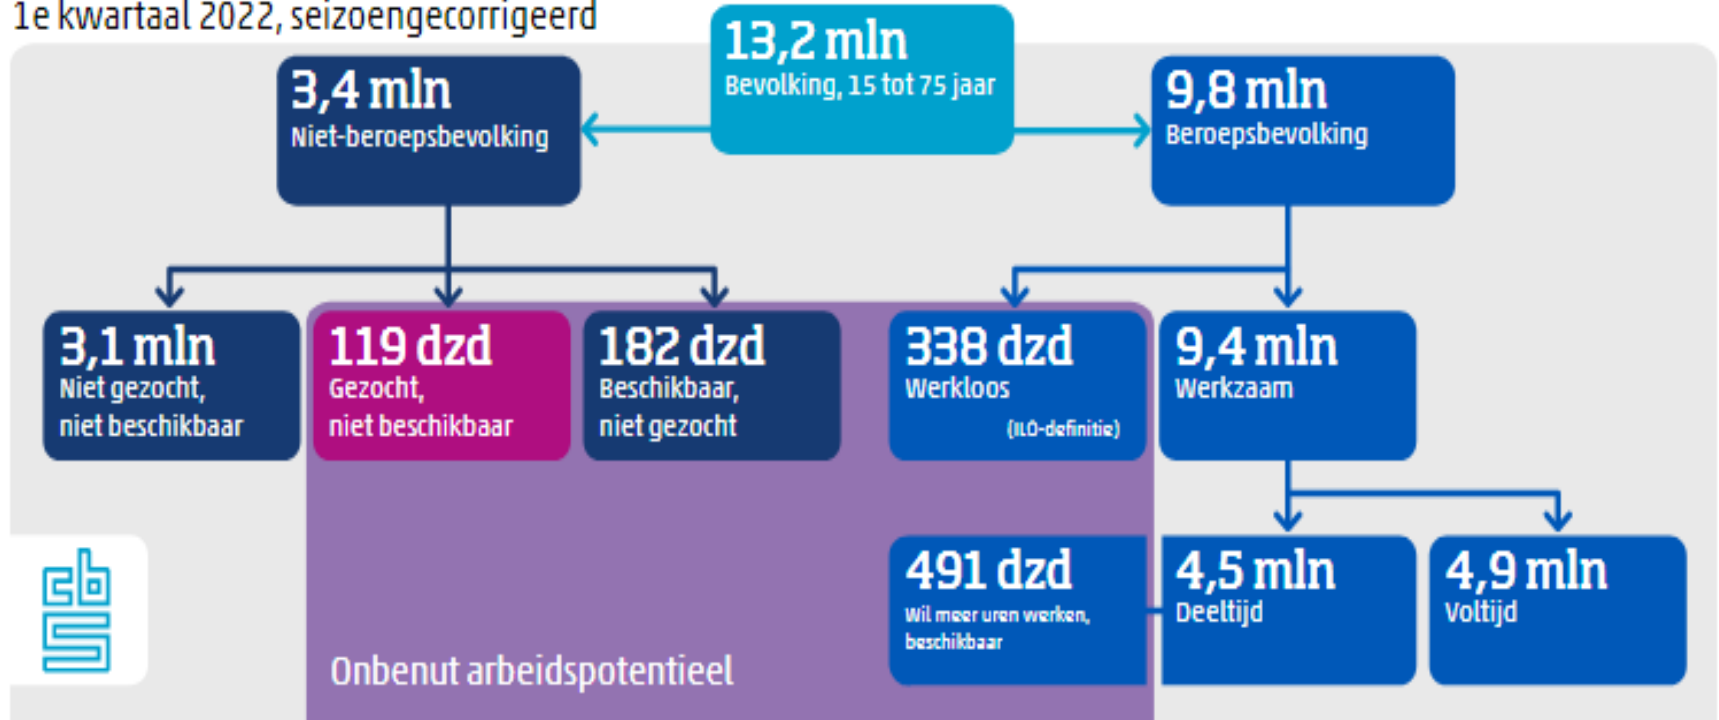 1e kwartaal 2022, seizoengecorrigeerd
13,2 mln
Bevolking, 15 tot 75 jaar
3,4 mln
Niet-beroepsbevolking
9,8 mln
Beroepsbevolking
3,1 mln
Niet gezocht,
niet beschikbaar
119 dzd
Gezocht,
niet beschikbaar
182 dzd
Beschikbaar,
niet gezocht
338 dzd
Werkloos
(ILO-definitie)
9,4 mln
Werkzaam
491 dzd
Wil meer uren werken,
beschikbaar
4,5 mln
Deeltijd
4,9 mln
Voltijd
cbs
Onbenut arbeidspotentieel